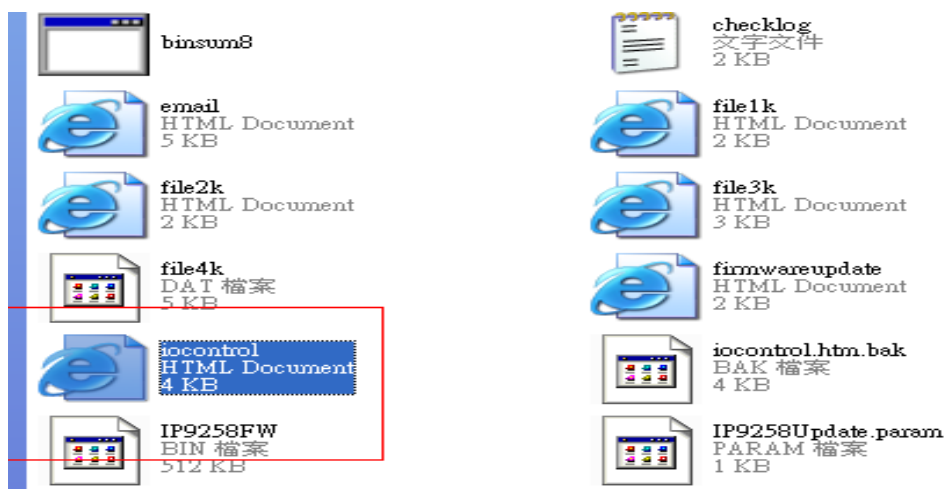 binsum8
checklog
文字文件
2 KB
email
HTML Document
5 KB
file1k
HTML Document
2 KB
file2k
HTML Document
2 KB
file3k
HTML Document
3 KB
file4k
DAT 檔案
5 KB
firmwareupdate
HTML Document
2 KB
iocontrol
HTML Document
4 KB
iocontrol.htm.bak
BAK 檔案
4 KB
IP9258FW
BIN 檔案
512 KB
IP9258Update.param
PARAM 檔案
1 KB